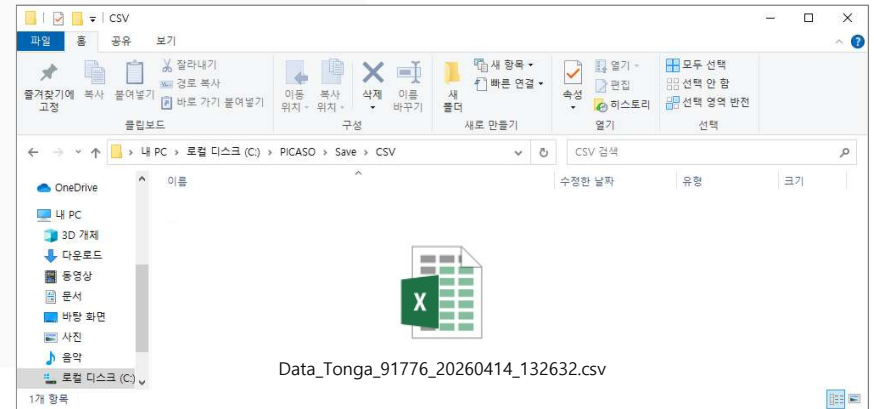 CSV
파일 홈 공유 보기
즐겨찾기에 고정
복사
붙여넣기
잘라내기
경로 복사
바로 가기 붙여넣기
클립보드
이동 위치
복사 위치
삭제
이름 바꾸기
구성
새 폴더
새 항목
빠른 연결
새로 만들기
속성
열기
편집
히스토리
열기
모두 선택
선택 안 함
선택 영역 반전
선택
내 PC > 로컬 디스크 (C:) > PICASO > Save > CSV
CSV 검색
이름 수정한 날짜 유형 크기
OneDrive
내 PC
3D 개체
다운로드
동영상
문서
바탕 화면
사진
음악
로컬 디스크 (C:)
X
Data_Tonga_91776_20260414_132632.csv
1개 항목